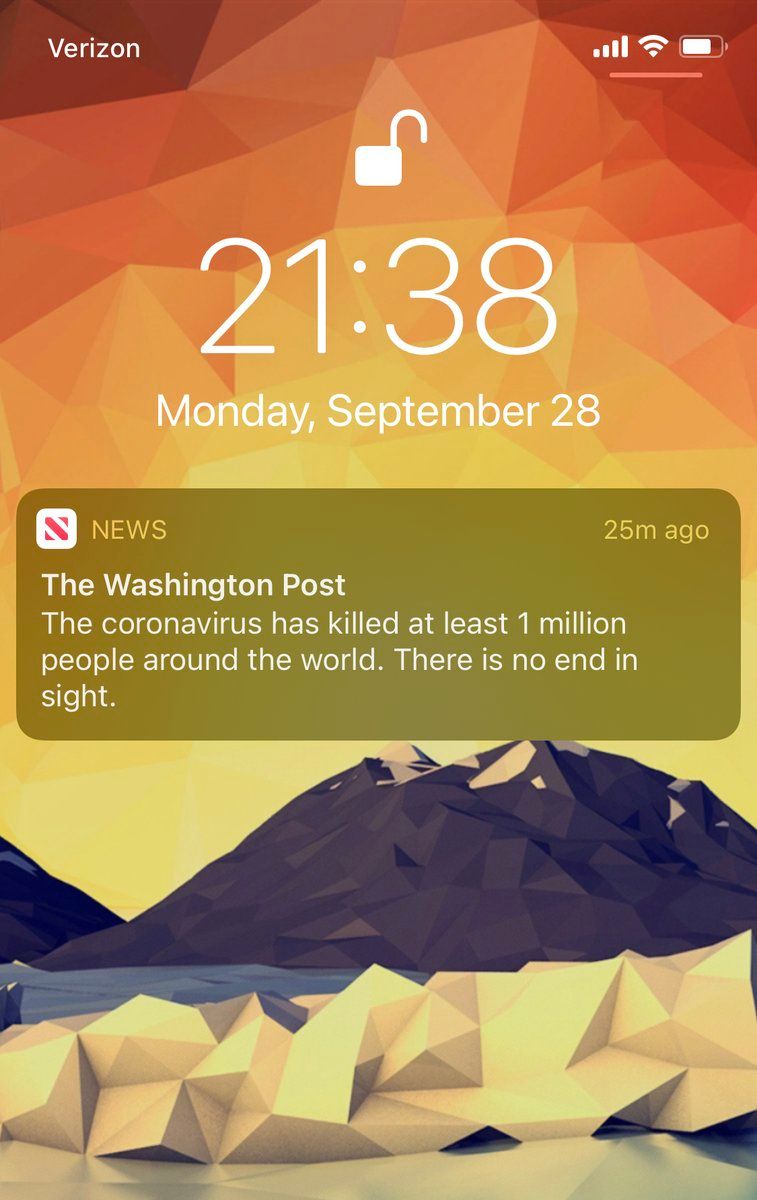 Verizon
21:38
Monday, September 28
NEWS
25m ago
The Washington Post
The coronavirus has killed at least 1 million
people around the world. There is no end in
sight.